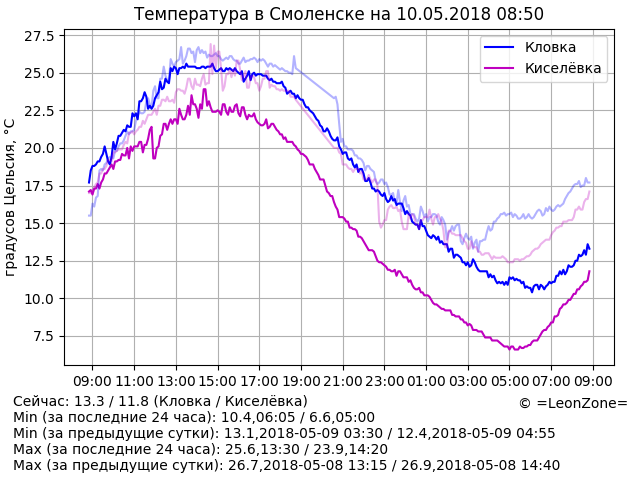 Температура в Смоленске на 10.05.2018 08:50
Кловка
Киселёвка
градусов Цельсия, °C
27.5
25.0
22.5
20.0
17.5
15.0
12.5
10.0
7.5
09:00 11:00 13:00 15:00 17:00 19:00 21:00 23:00 01:00 03:00 05:00 07:00 09:00
Сейчас: 13.3 / 11.8 (Кловка / Киселёвка)
© =LeonZone=
Min (за последние 24 часа): 10.4,06:05 / 6.6,05:00
Min (за предыдущие сутки): 13.1,2018-05-09 03:30 / 12.4,2018-05-09 04:55
Max (за последние 24 часа): 25.6,13:30 / 23.9,14:20
Max (за предыдущие сутки): 26.7,2018-05-08 13:15 / 26.9,2018-05-08 14:40